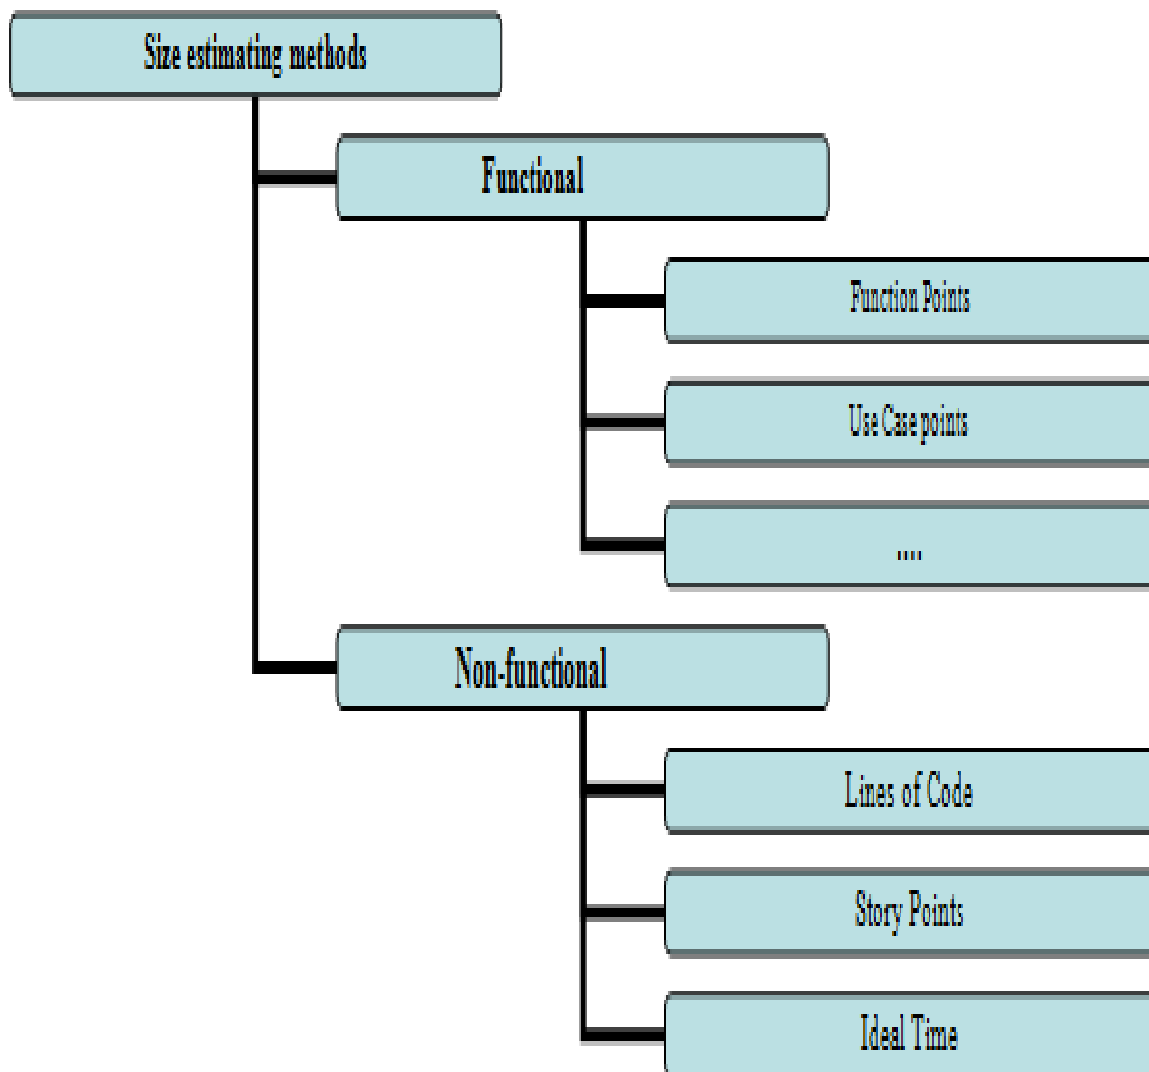 Size estimating methods
Functional
Function Points
Use Case points
....
Non-functional
Lines of Code
Story Points
Ideal Time